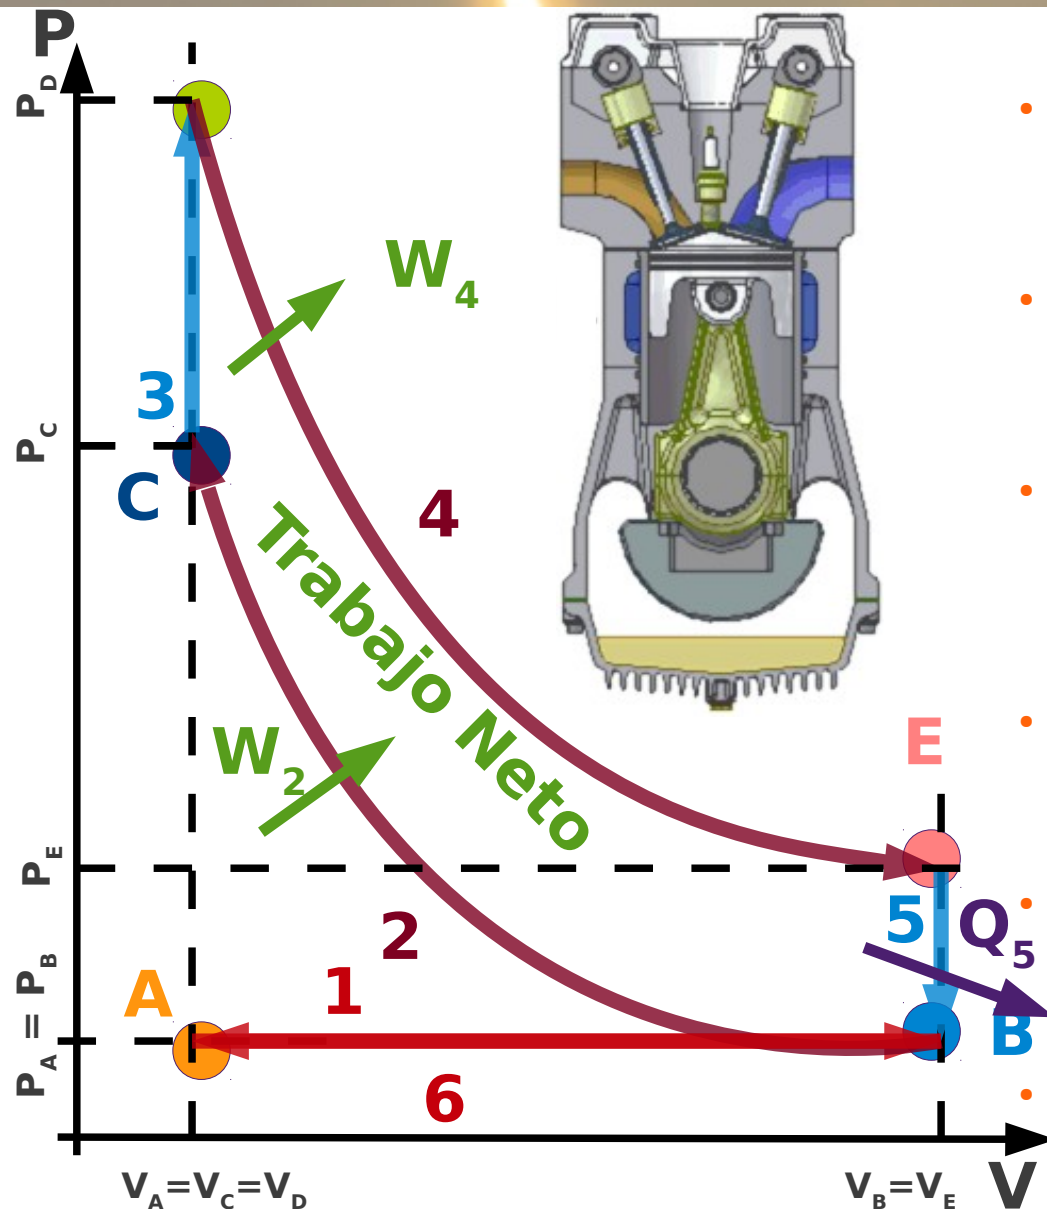 P
P_D
W_4
3
P_C
C
4
Trabajo Neto
W_2
E
P_E
5
Q_5
2
A
1
P_A = P_B
B
6
V_A=V_C=V_D
V_B=V_E
V